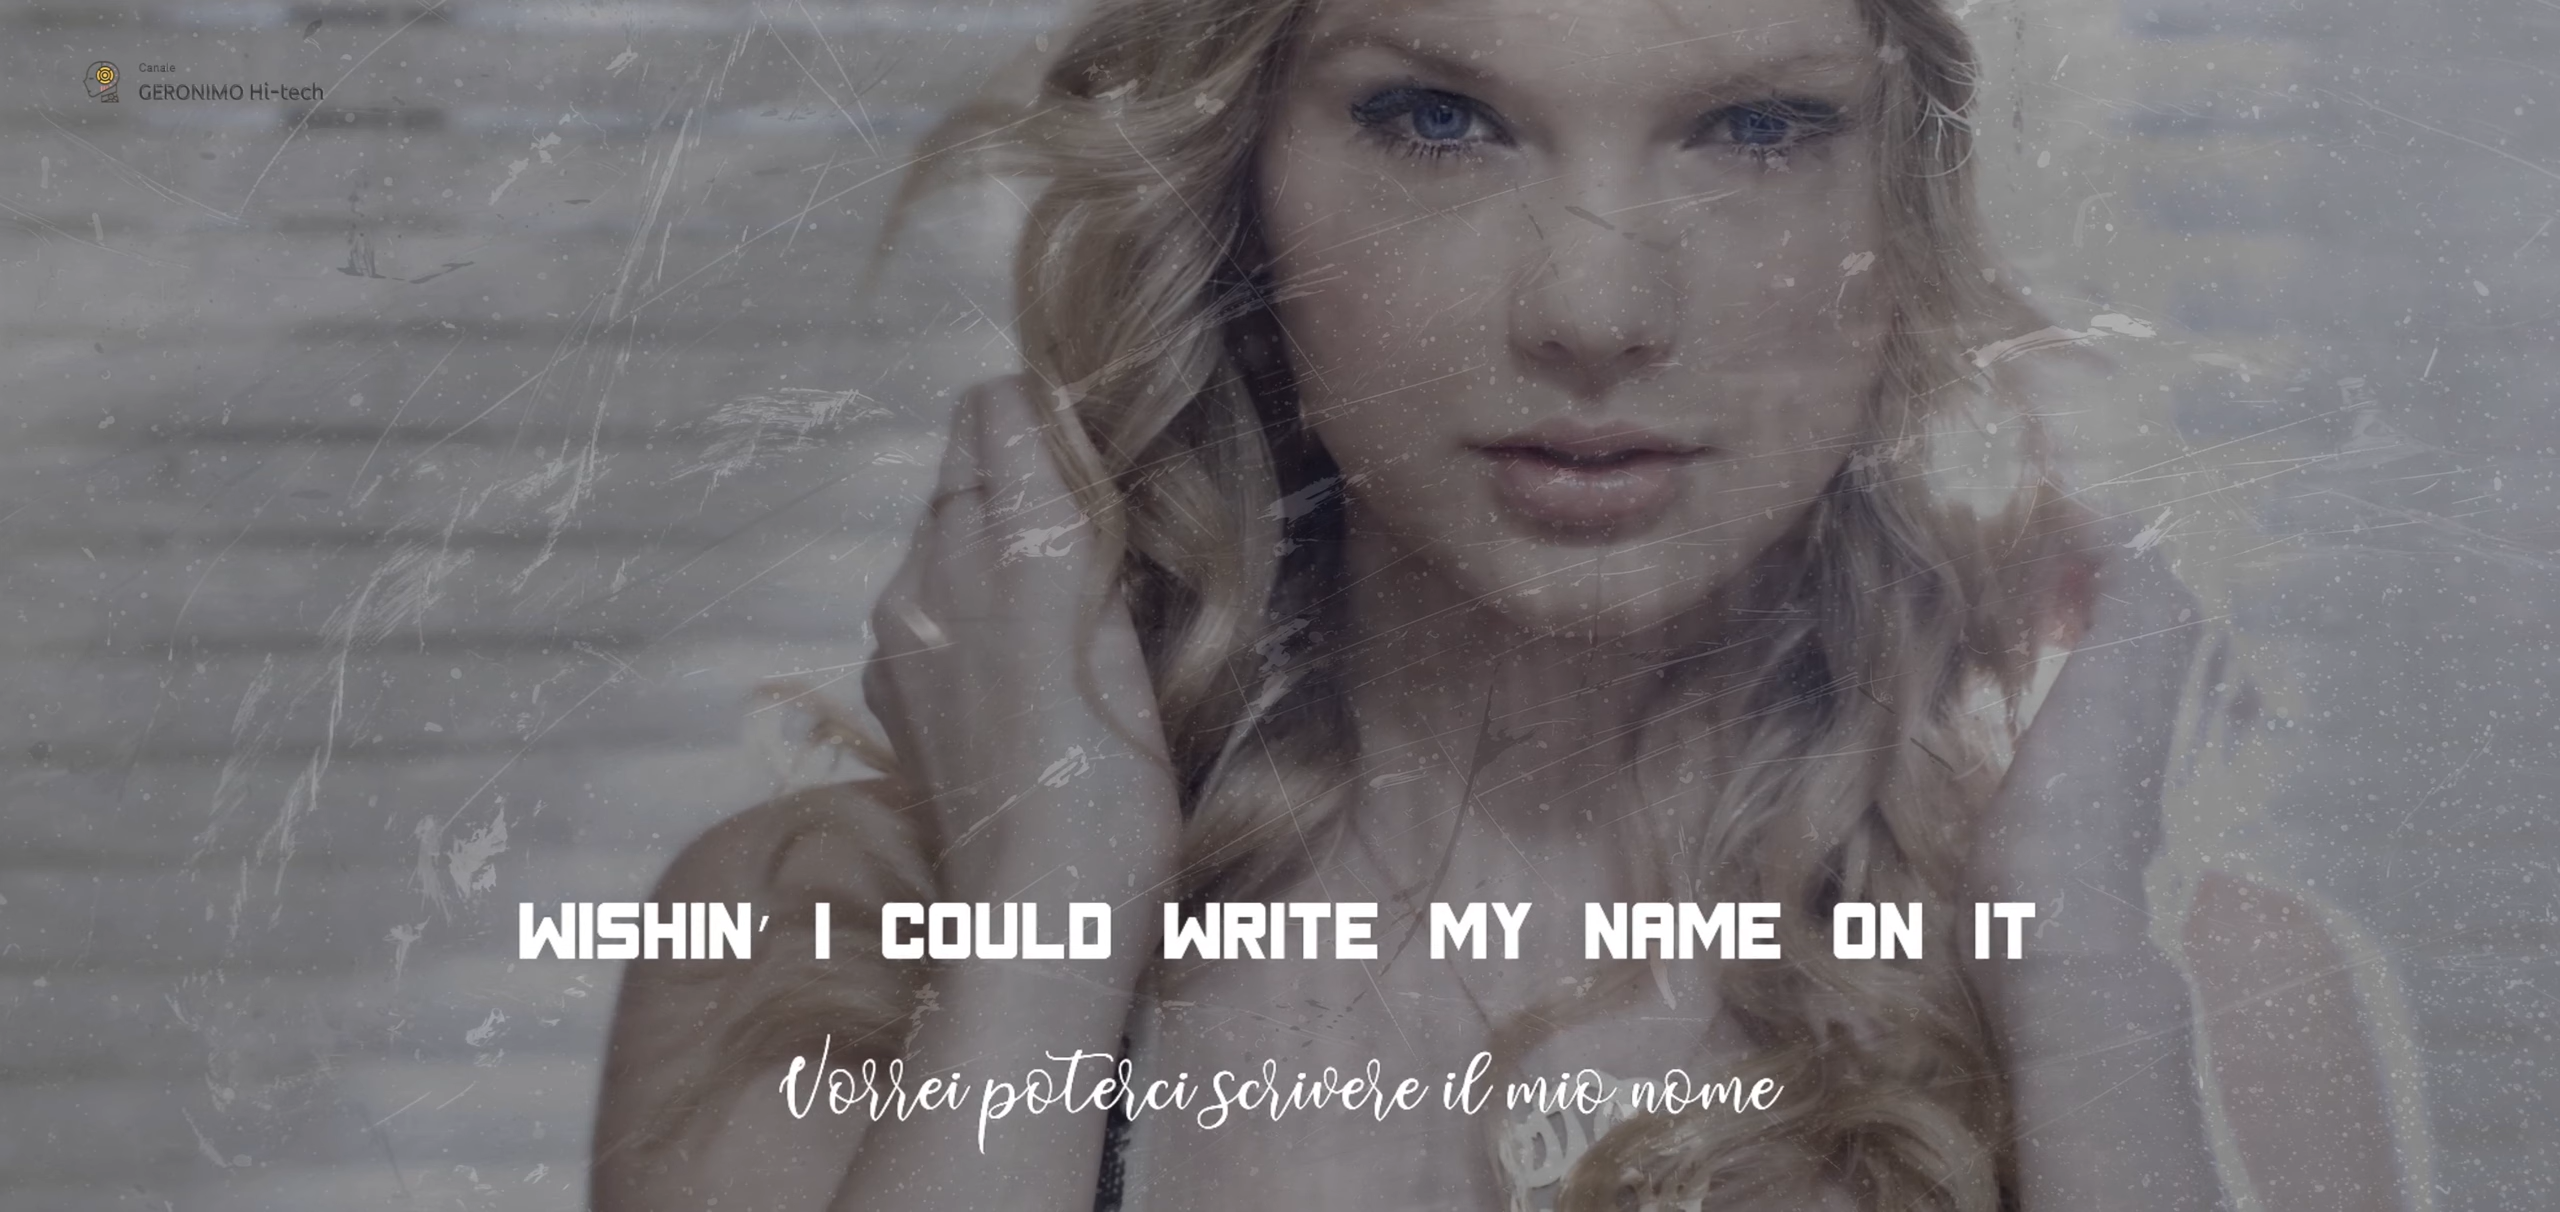 Canale
GERONIMO Hi-tech
WISHIN' I COULD WRITE MY NAME ON IT
Vorrei poterci scrivere il mio nome